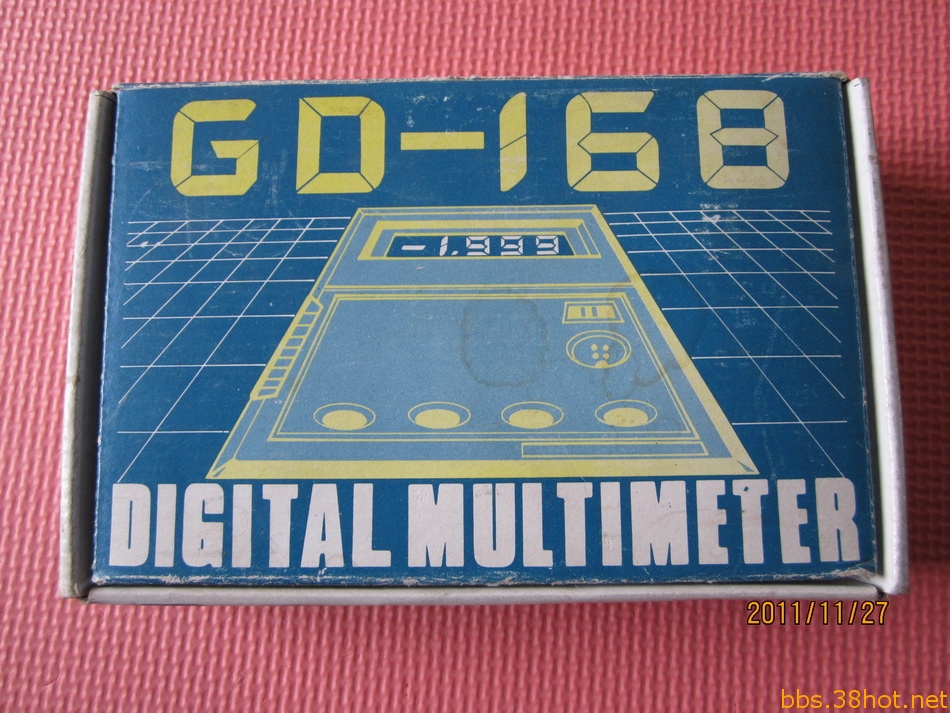 GD-168
-1.999
DIGITAL MULTIMETER
2011/11/27
bbs.38hot.net